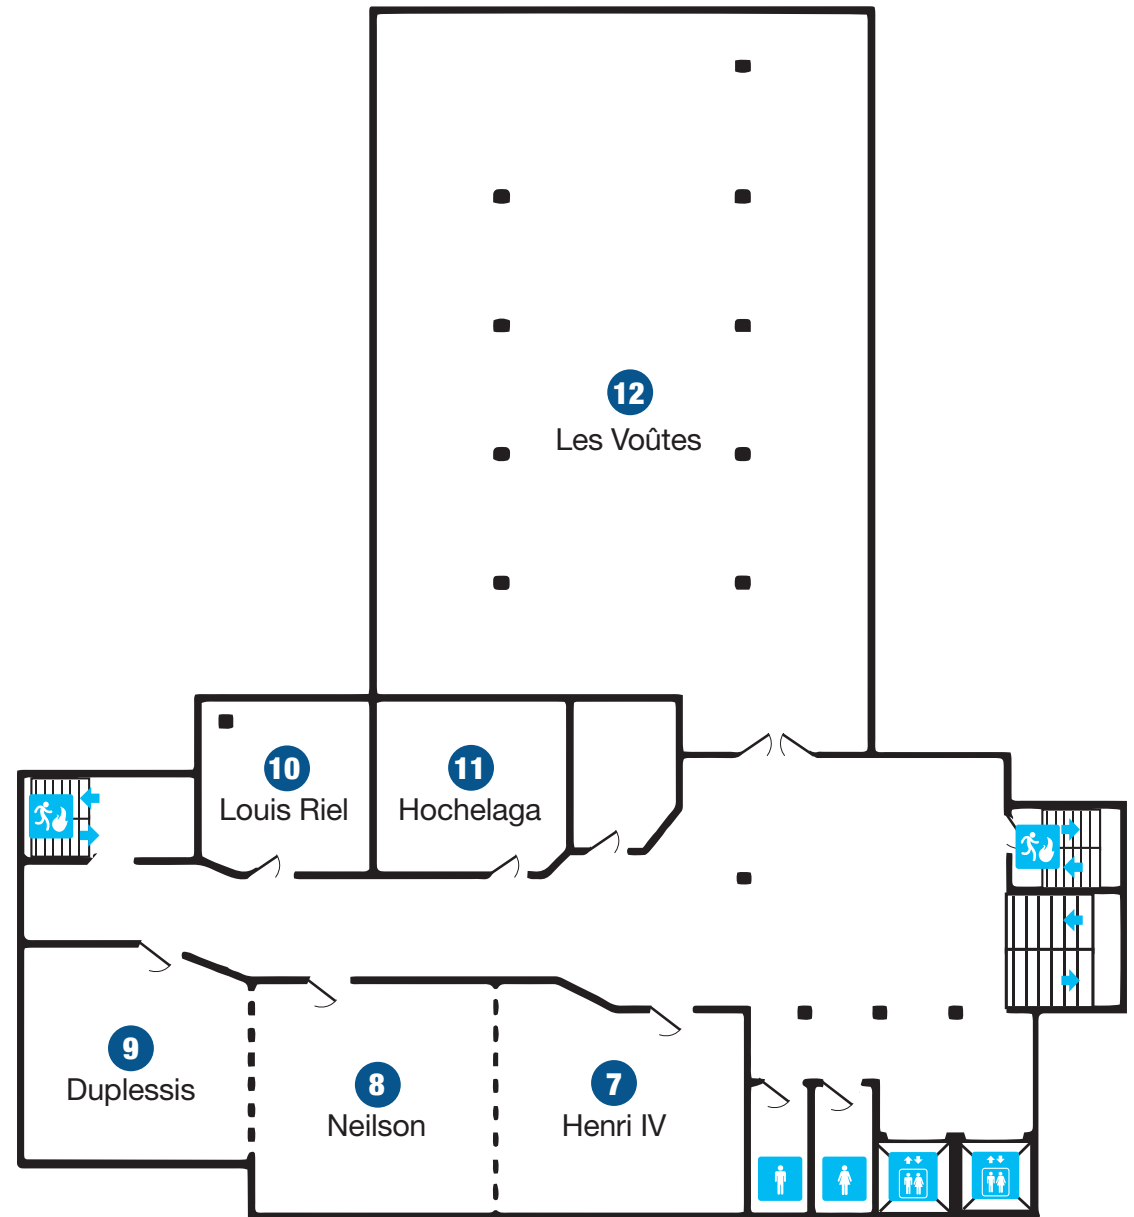 12
Les Voûtes
10
Louis Riel
11
Hochelaga
9
Duplessis
8
Neilson
7
Henri IV